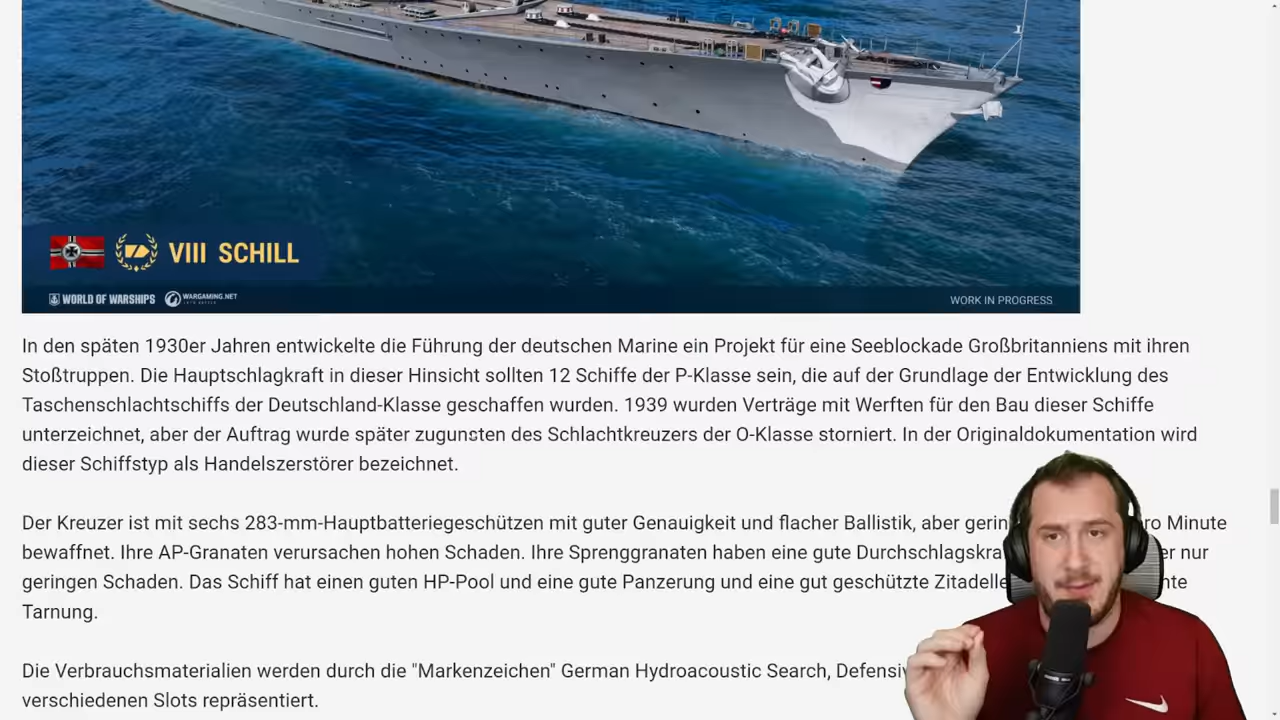 VIII SCHILL
WORLD OF WARSHIPS WARGAMING.NET
WORK IN PROGRESS
In den späten 1930er Jahren entwickelte die Führung der deutschen Marine ein Projekt für eine Seeblockade Großbritanniens mit ihren
Stoßtruppen. Die Hauptschlagkraft in dieser Hinsicht sollten 12 Schiffe der P-Klasse sein, die auf der Grundlage der Entwicklung des
Taschenschlachtschiffs der Deutschland-Klasse geschaffen wurden. 1939 wurden Verträge mit Werften für den Bau dieser Schiffe
unterzeichnet, aber der Auftrag wurde später zugunsten des Schlachtkreuzers der O-Klasse storniert. In der Originaldokumentation wird
dieser Schiffstyp als Handelszerstörer bezeichnet.
Der Kreuzer ist mit sechs 283-mm-Hauptbatteriegeschützen mit guter Genauigkeit und flacher Ballistik, aber Minute
bewaffnet. Ihre AP-Granaten verursachen hohen Schaden. Ihre Sprenggranaten haben eine gute nur
geringen Schaden. Das Schiff hat einen guten HP-Pool und eine gute Panzerung und eine gut geschützte
Tarnung.
Die Verbrauchsmaterialien werden durch die "Markenzeichen" German Hydroacoustic Search,
verschiedenen Slots repräsentiert.